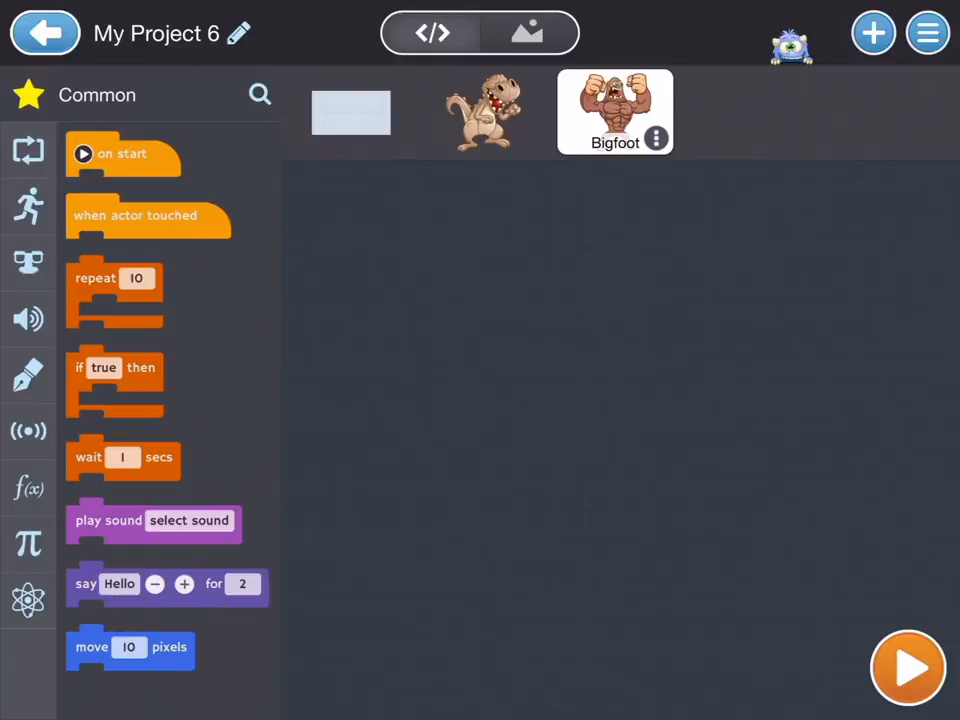 My Project 6
Common
Bigfoot
on start
when actor touched
repeat 10
if true then
wait 1 secs
play sound select sound
say Hello − + for 2
move 10 pixels
f(x)
π